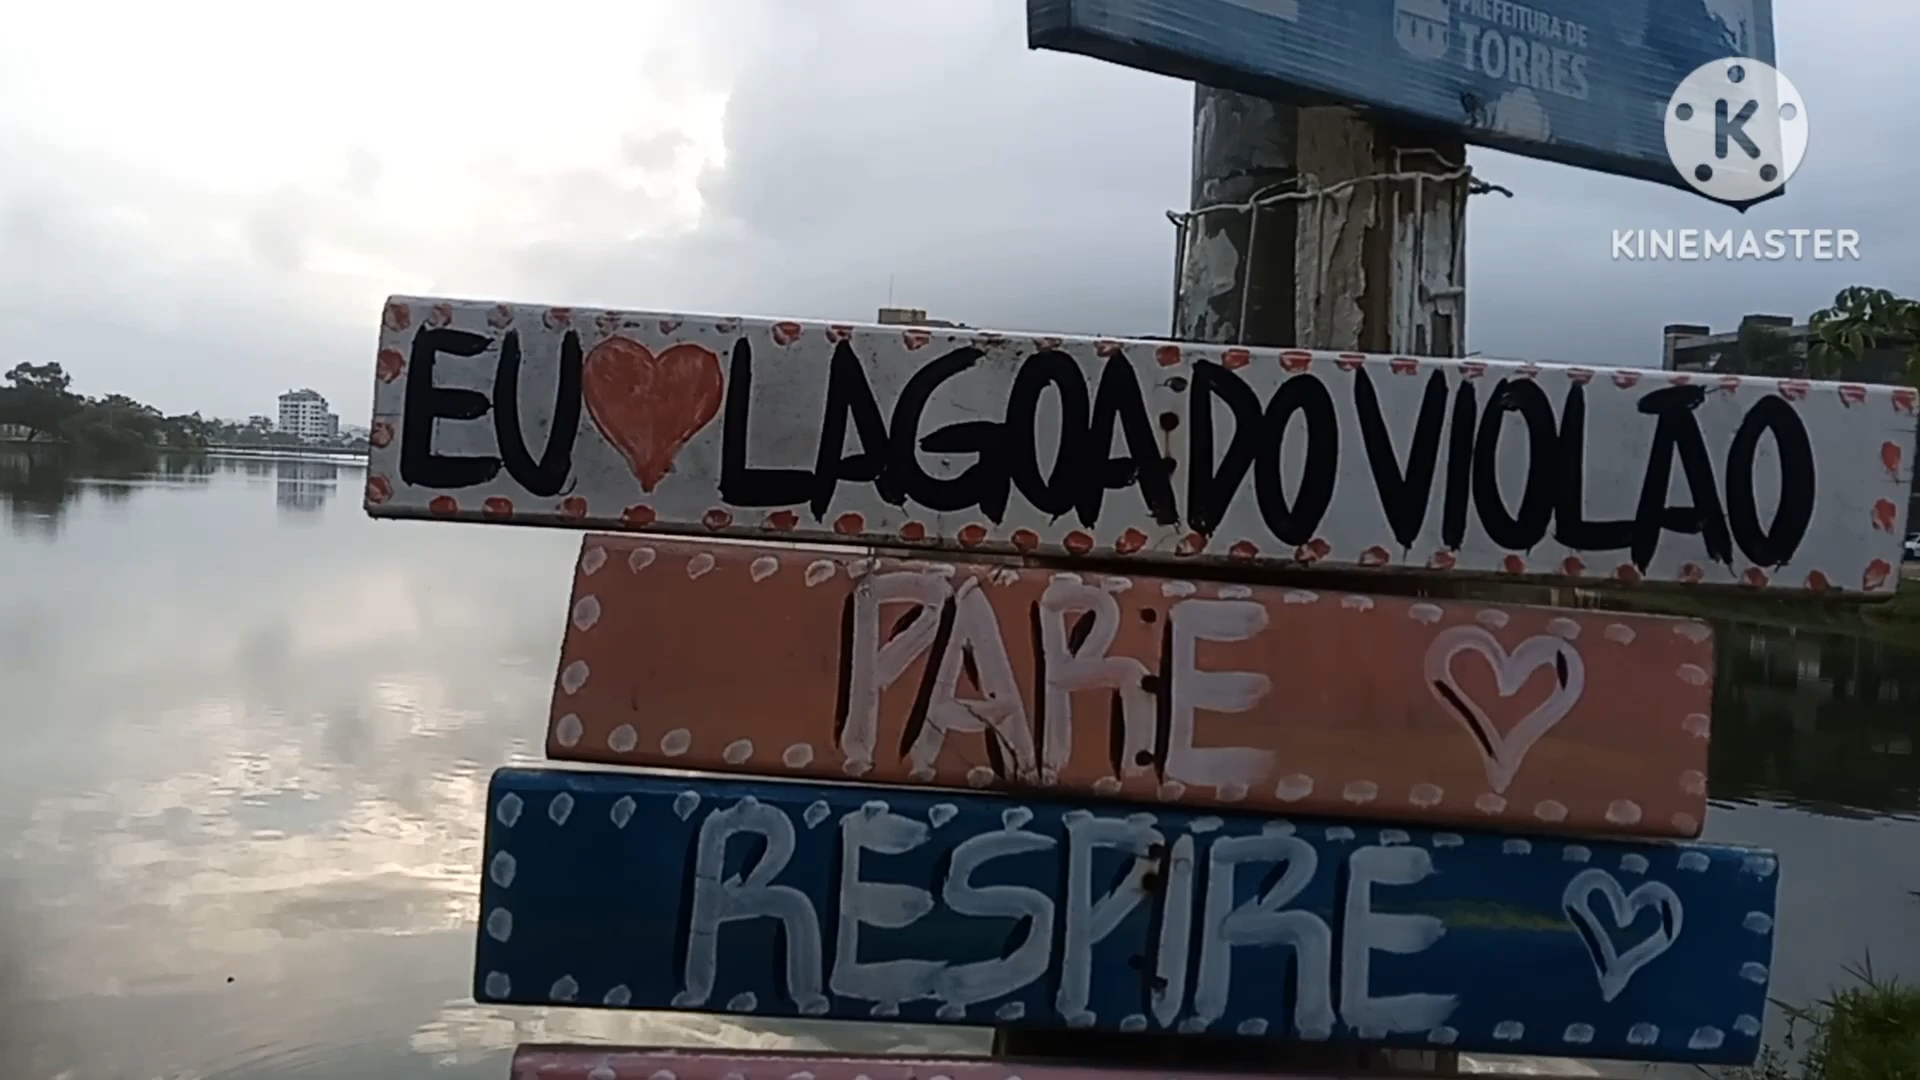 PREFEITURA DE
TORRES
K
KINEMASTER
EU ❤ LAGOA DO VIOLÃO
PARE ♡
RESPIRE ♡